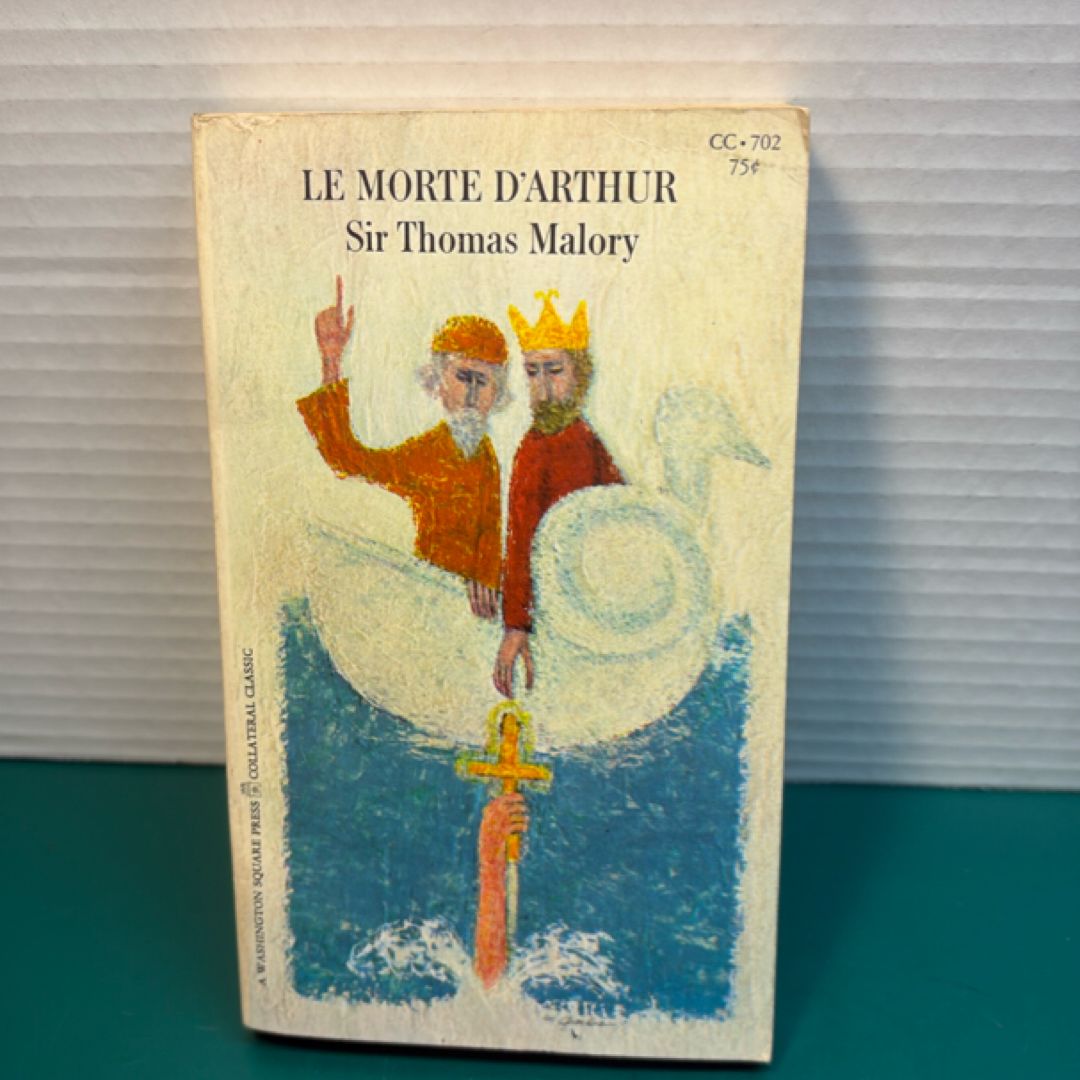 CC • 702
75¢
LE MORTE D'ARTHUR
Sir Thomas Malory
A WASHINGTON SQUARE PRESS COLLATERAL CLASSIC